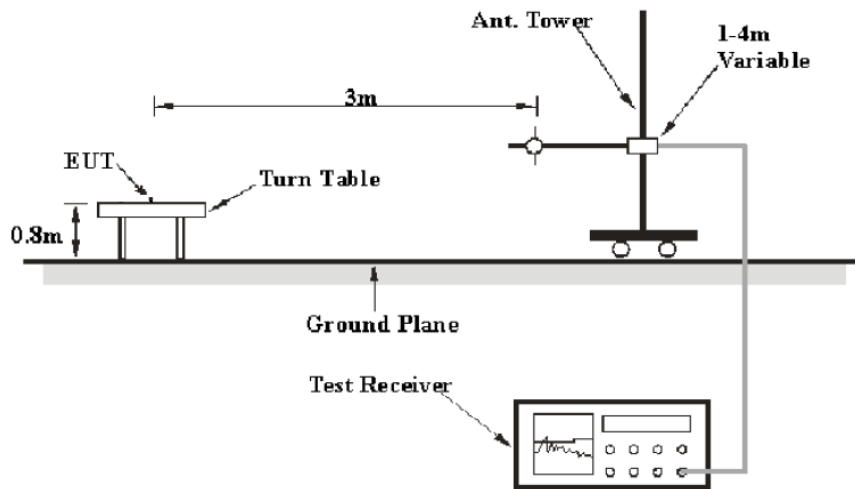 Ant. Tower
1-4m
Variable
3m
EUT
Turn Table
0.8m
Ground Plane
Test Receiver